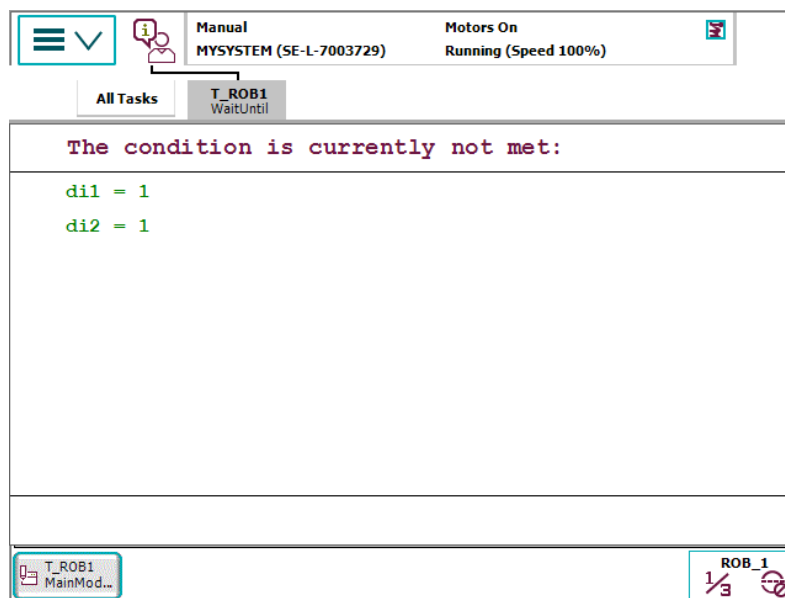 Manual
Motors On
MYSYSTEM (SE-L-7003729)
Running (Speed 100%)
All Tasks
T_ROB1
WaitUntil
The condition is currently not met:
di1 = 1
di2 = 1
T_ROB1
MainMod...
ROB_1
1/3